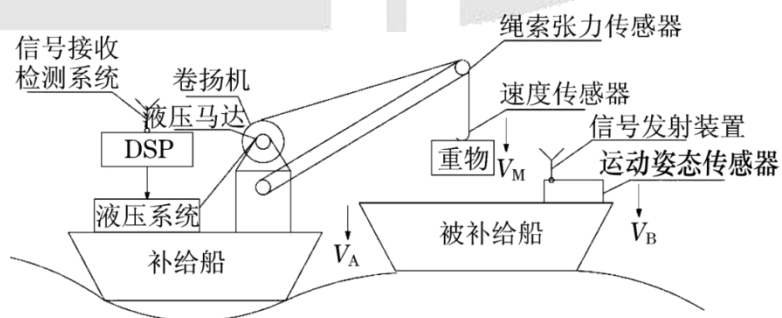 绳索张力传感器
信号接收
检测系统
卷扬机
液压马达
速度传感器
信号发射装置
DSP
重物
V_M
运动姿态传感器
液压系统
补给船
V_A
被补给船
V_B